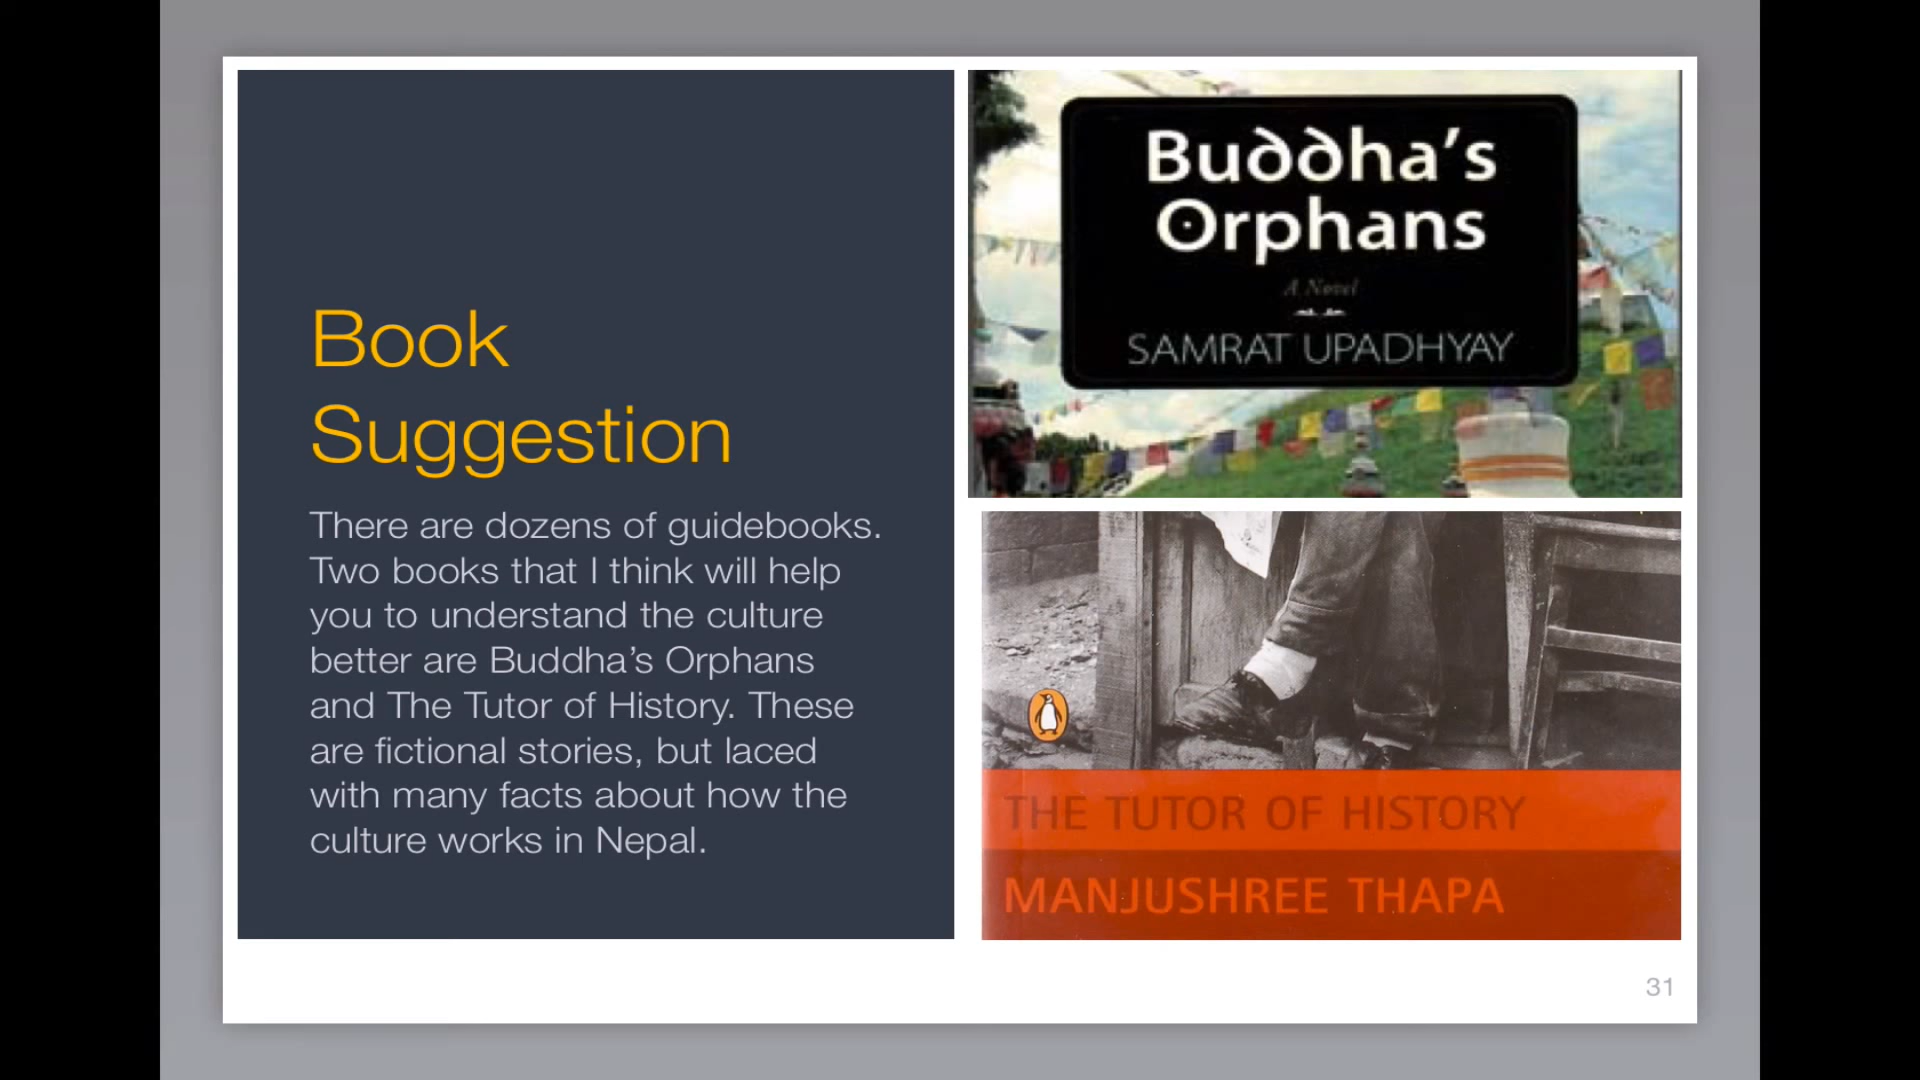 Book
Suggestion
There are dozens of guidebooks.
Two books that I think will help
you to understand the culture
better are Buddha’s Orphans
and The Tutor of History. These
are fictional stories, but laced
with many facts about how the
culture works in Nepal.
Buddha’s
Orphans
A Novel
SAMRAT UPADHYAY
THE TUTOR OF HISTORY
MANJUSHREE THAPA
31